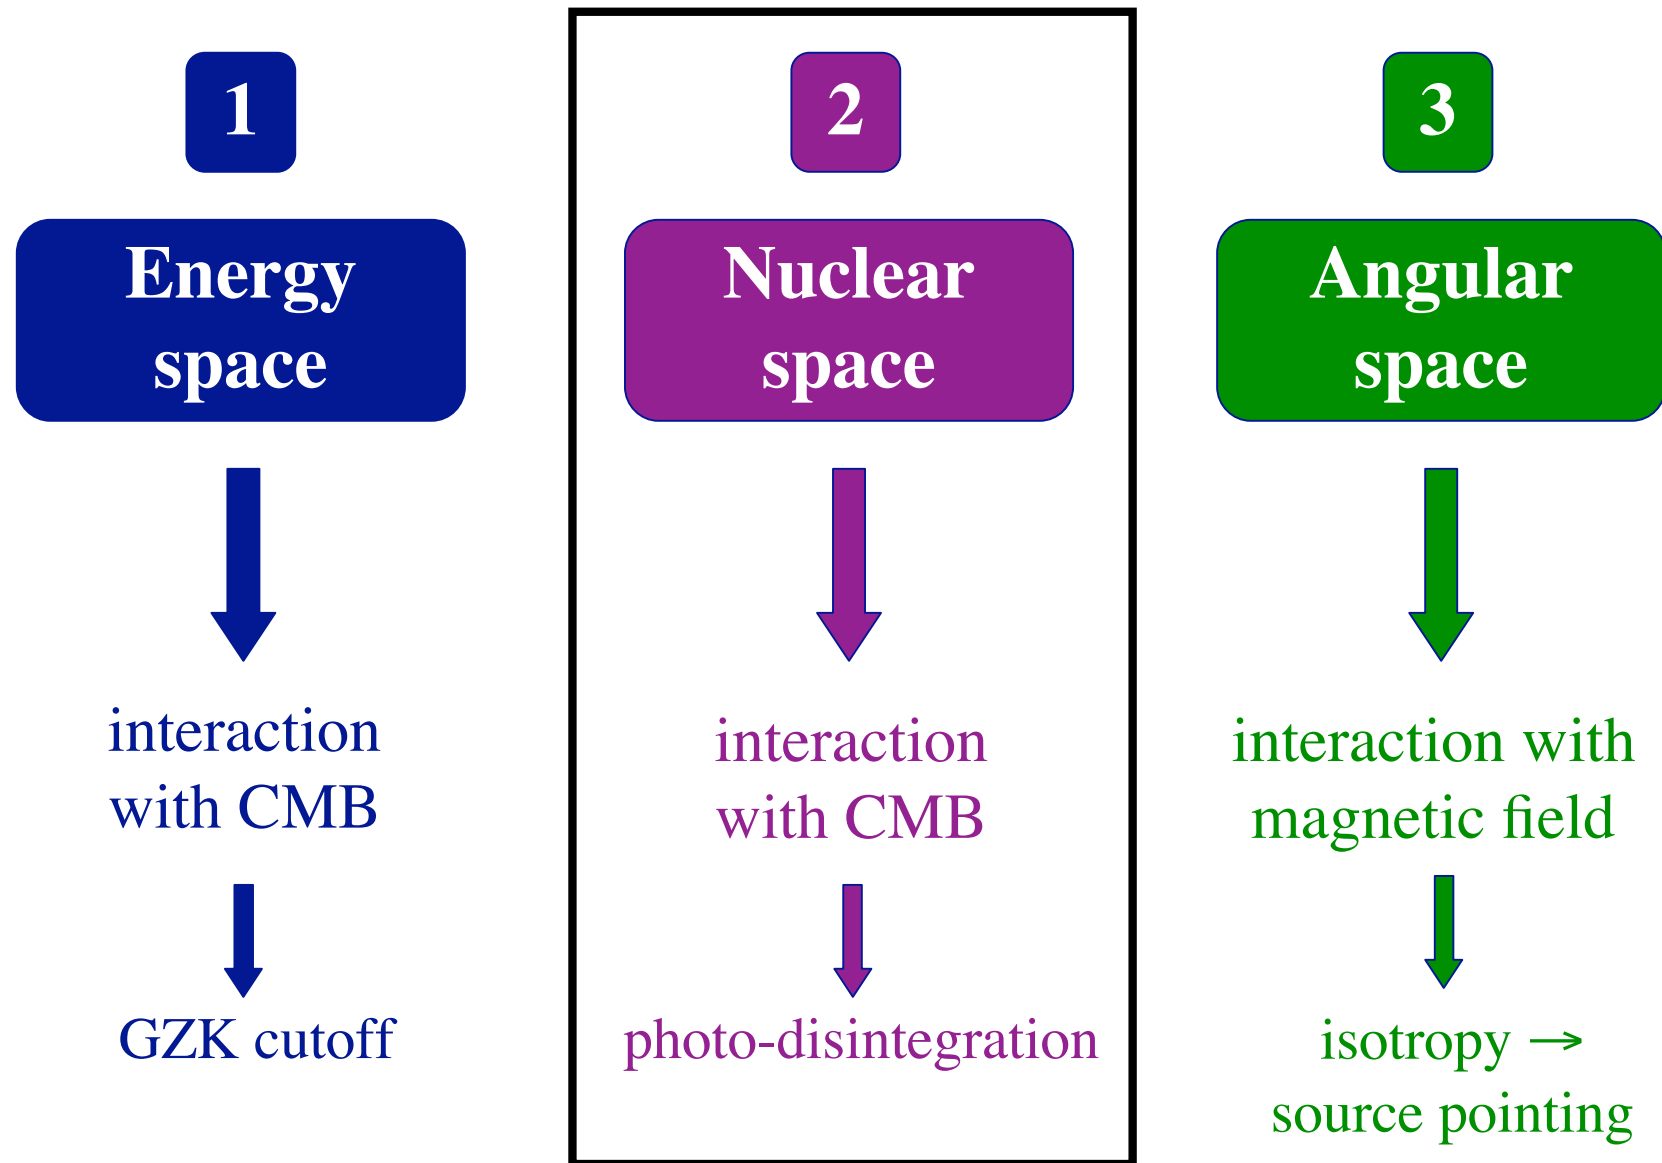 1
Energy
space
interaction
with CMB
GZK cutoff
2
Nuclear
space
interaction
with CMB
photo-disintegration
3
Angular
space
interaction with
magnetic field
isotropy →
source pointing